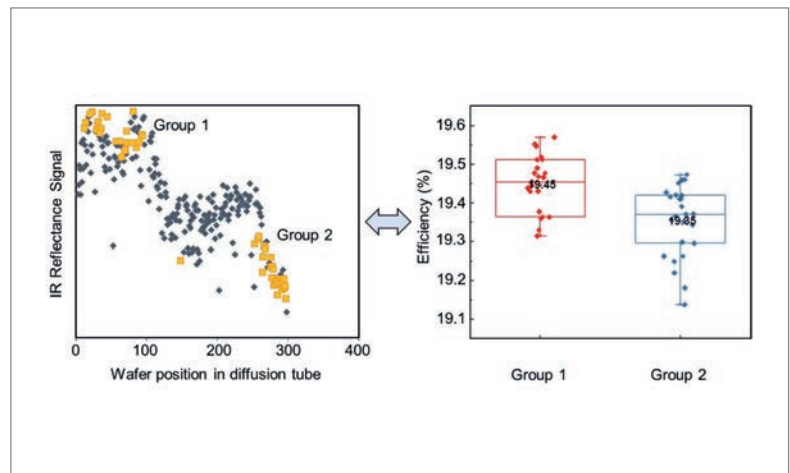 Group 1
Group 2
IR Reflectance Signal
0 100 200 300 400
Wafer position in diffusion tube
Efficiency (%)
19.6
19.5
19.4
19.3
19.2
19.1
19.45
19.35
Group 1 Group 2